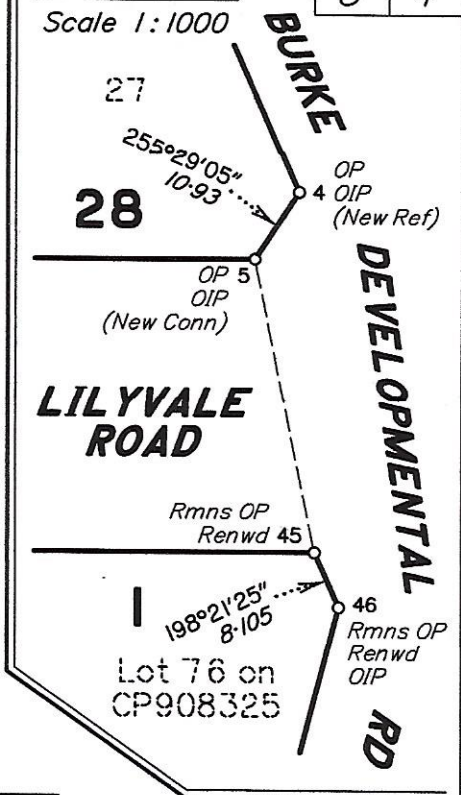 Scale 1:1000
27
BURKE
255°29'05"
10·93
4
OP
OIP
(New Ref)
28
OP 5
OIP
(New Conn)
DEVELOPMENTAL
LILYVALE
ROAD
Rmns OP
Renwd 45
1
198°21'25"
8·105
46
Rmns OP
Renwd
OIP
Lot 76 on
CP908325
RD